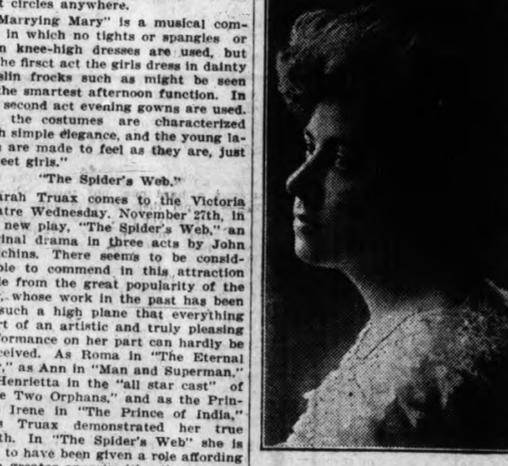 t circles anywhere.
Marrying Mary" is a musical com-
in which no tights or spangles or
n knee-high dresses are used, but
he firsct act the girls dress in dainty
slin frocks such as might be seen
the smartest afternoon function. In
second act evening gowns are used.
the costumes are characterized
h simple elegance, and the young la-
are made to feel as they are, just
eet girls."
"The Spider's Web."
arah Truax comes to the Victoria
atre Wednesday, November 27th, in
new play, "The Spider's Web," an
inal drama in three acts by John
chins. There seems to be consid-
ble to commend in this attraction
e from the great popularity of the
, whose work in the past has been
such a high plane that everything
rt of an artistic and truly pleasing
formance on her part can hardly be
ceived. As Roma in "The Eternal
," as Ann in "Man and Superman,"
Henrietta in the "all star cast" of
e Two Orphans," and as the Prin-
Irene in "The Prince of India,"
s Truax demonstrated her true
th. In "The Spider's Web" she is
to have been given a role affording